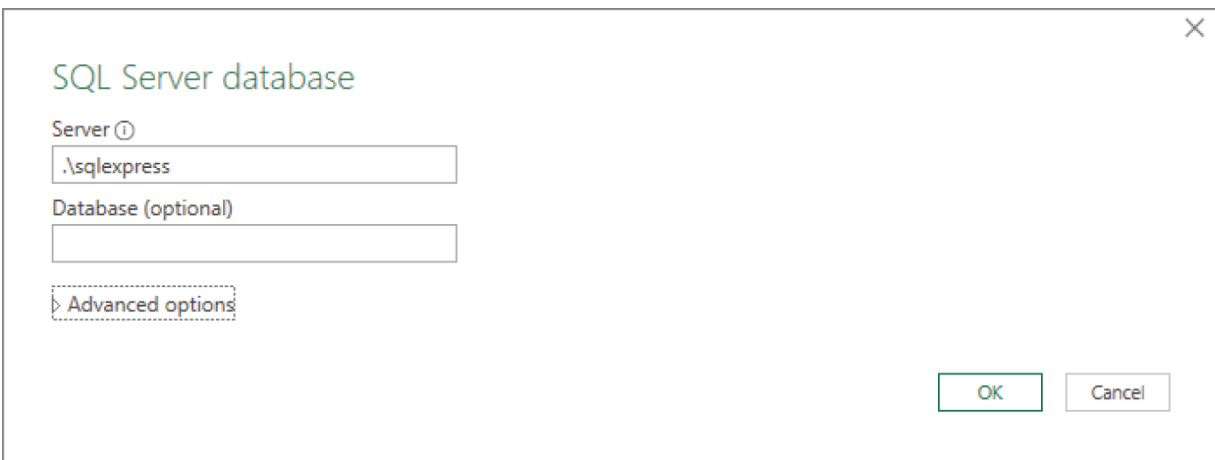 SQL Server database
Server
.\sqlexpress
Database (optional)
Advanced options
OK Cancel